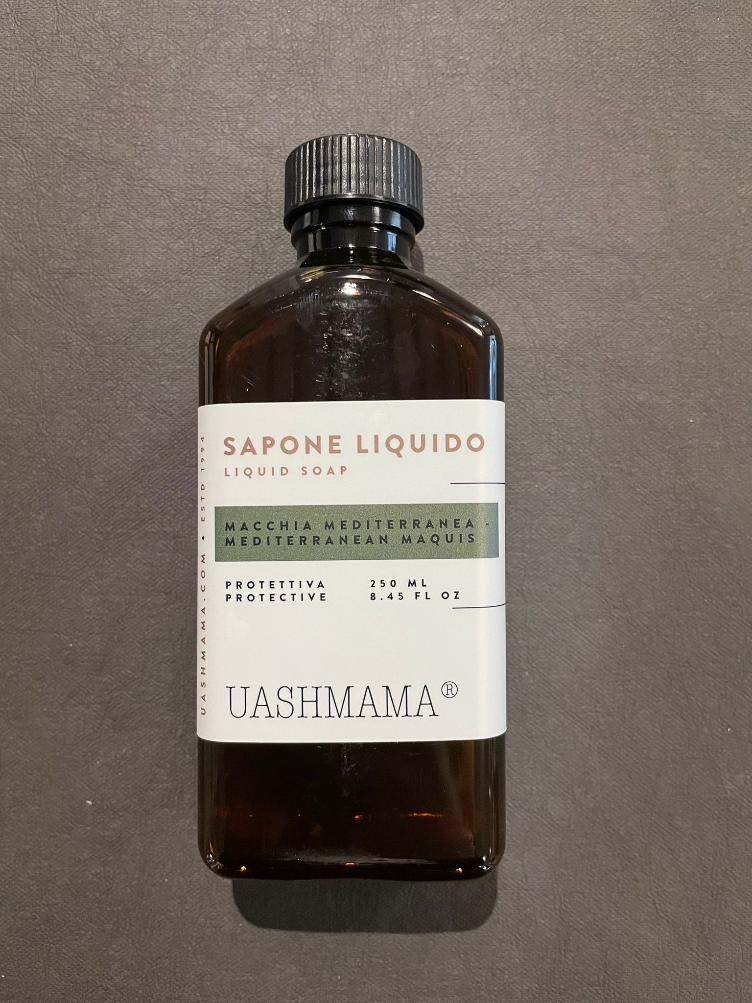 SAPONE LIQUIDO
LIQUID SOAP
MACCHIA MEDITERRANEA -
MEDITERRANEAN MAQUIS
PROTETTIVA
PROTECTIVE
250 ML
8.45 FL OZ
UASHMAMA®
UASHMAMA.COM • ESTD 1994